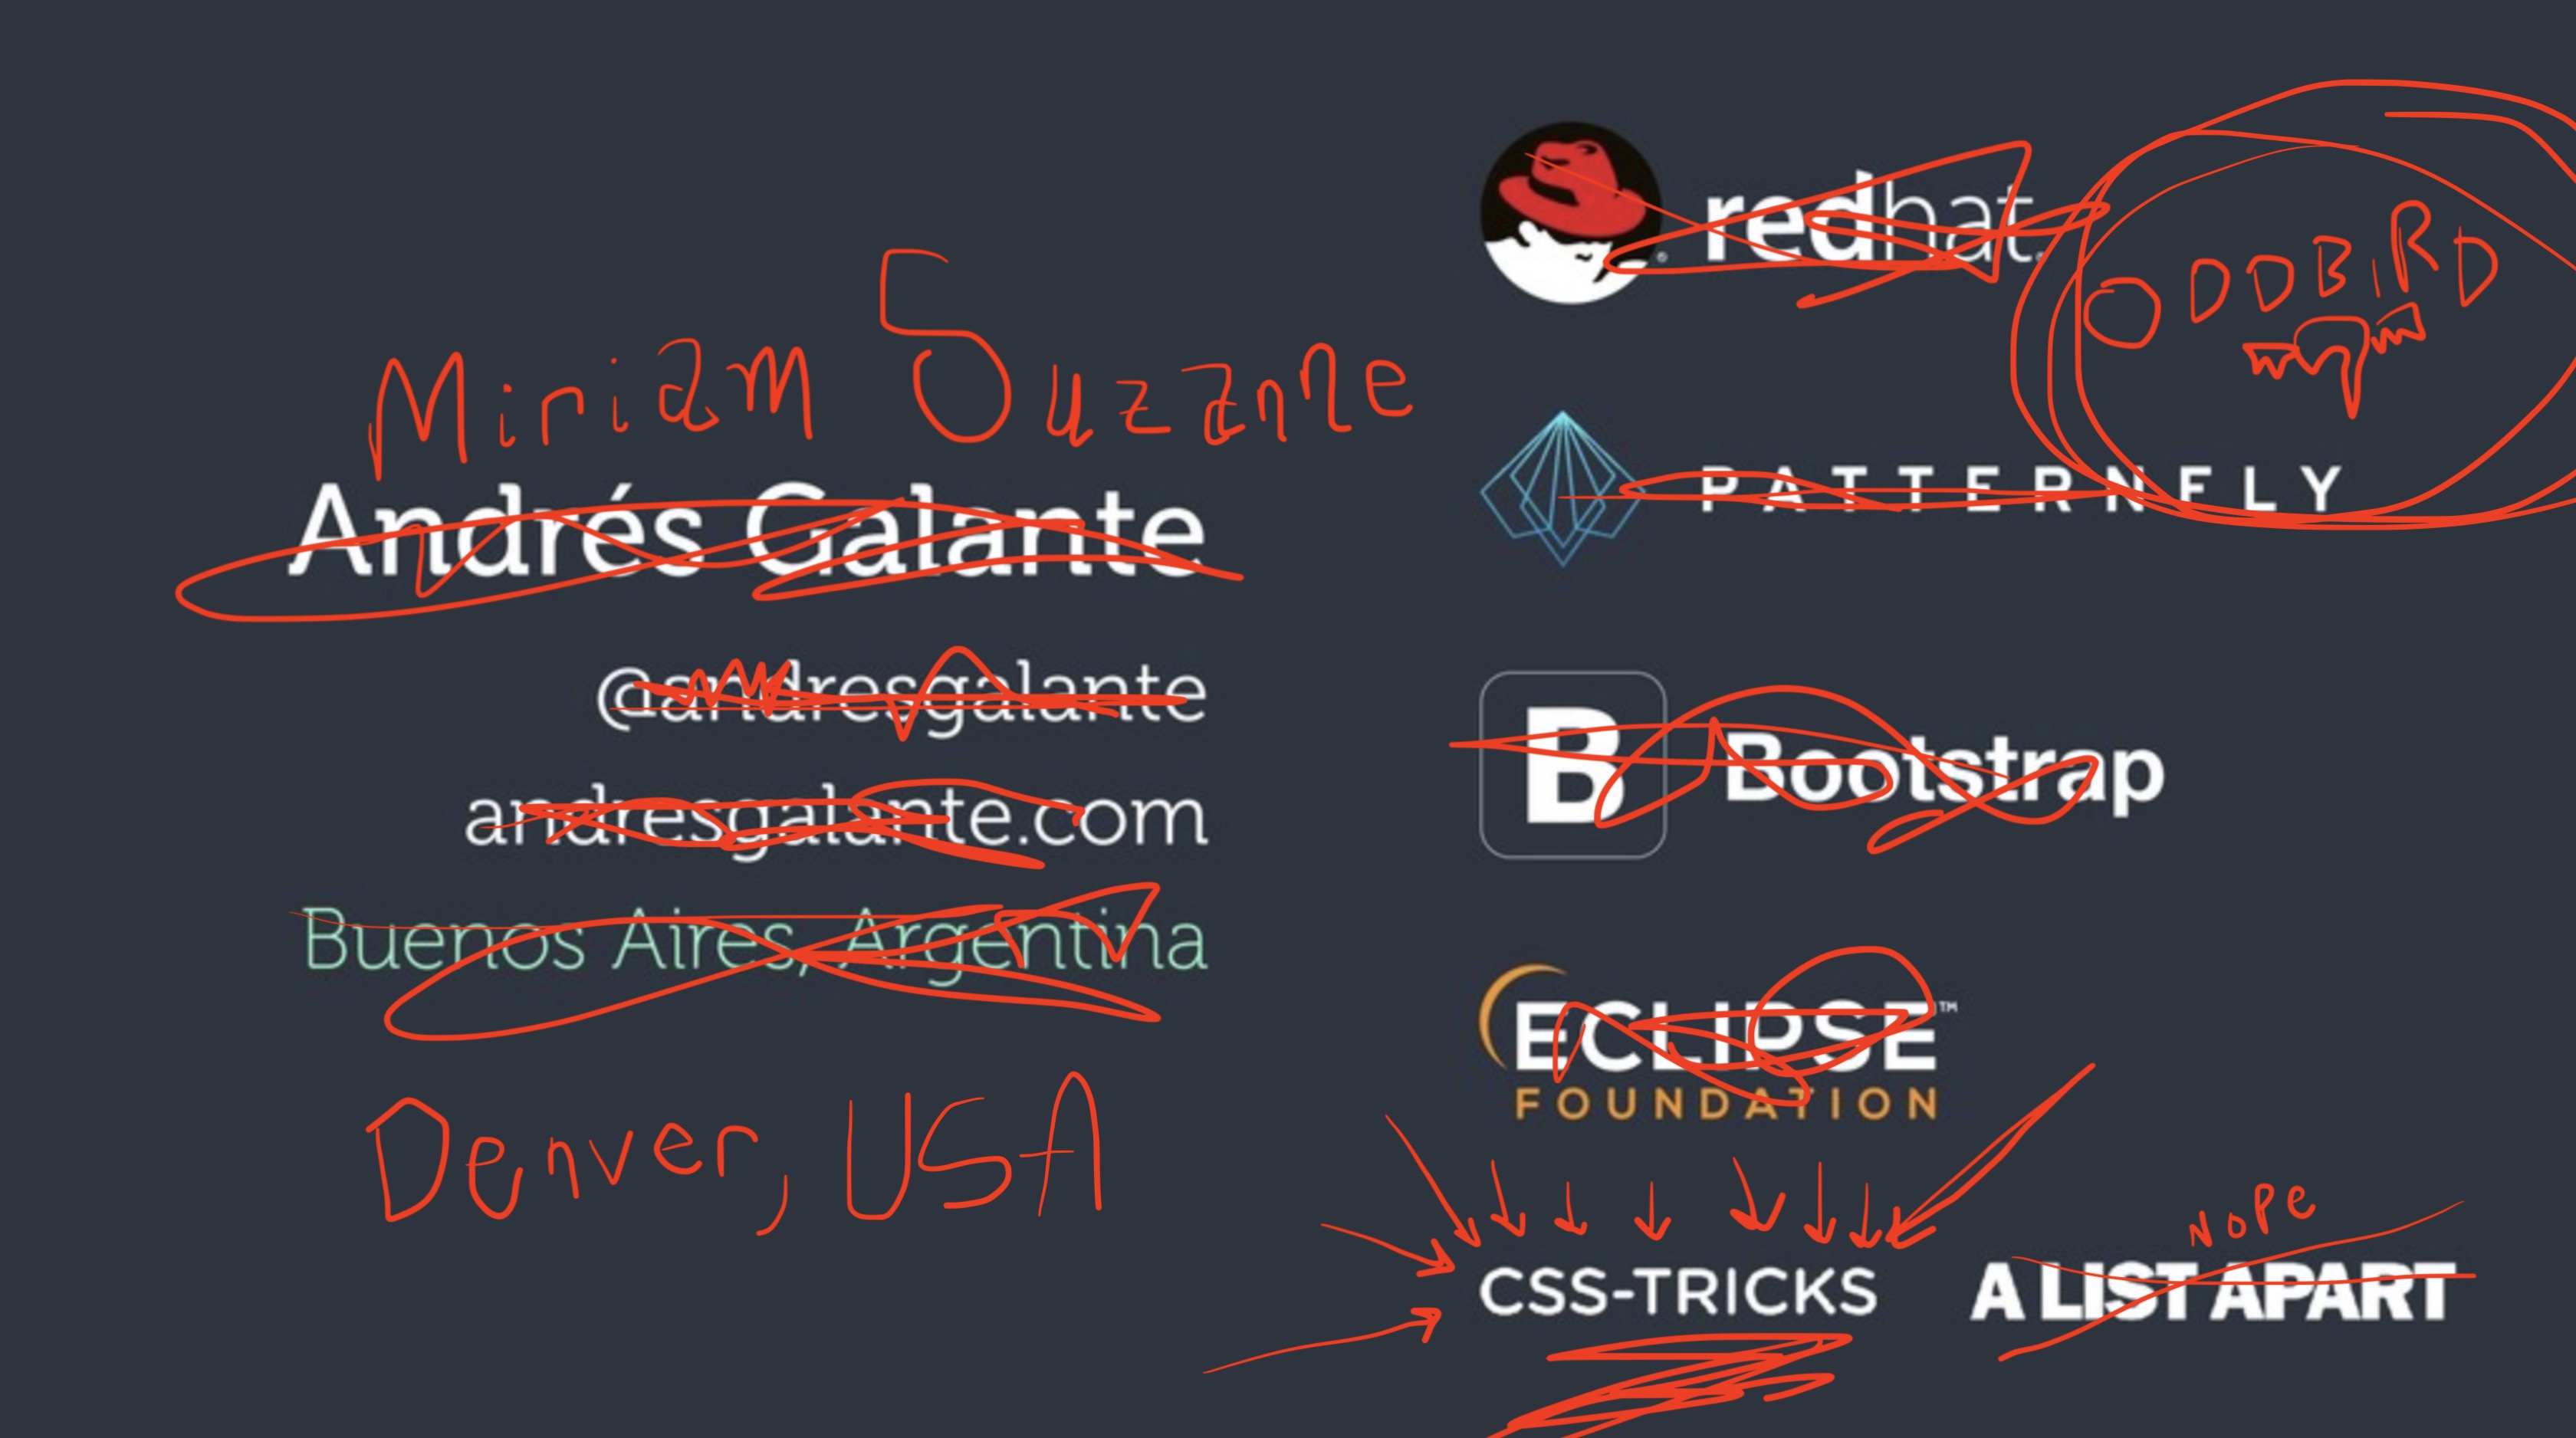 Miriam Suzanne
Andrés Galante
@andresgalante
andresgalante.com
Buenos Aires, Argentina
Denver, USA
redhat®
ODDBIRD
PATTERNFLY
B Bootstrap
ECLIPSE™
FOUNDATION
NOPe
CSS-TRICKS
A LIST APART